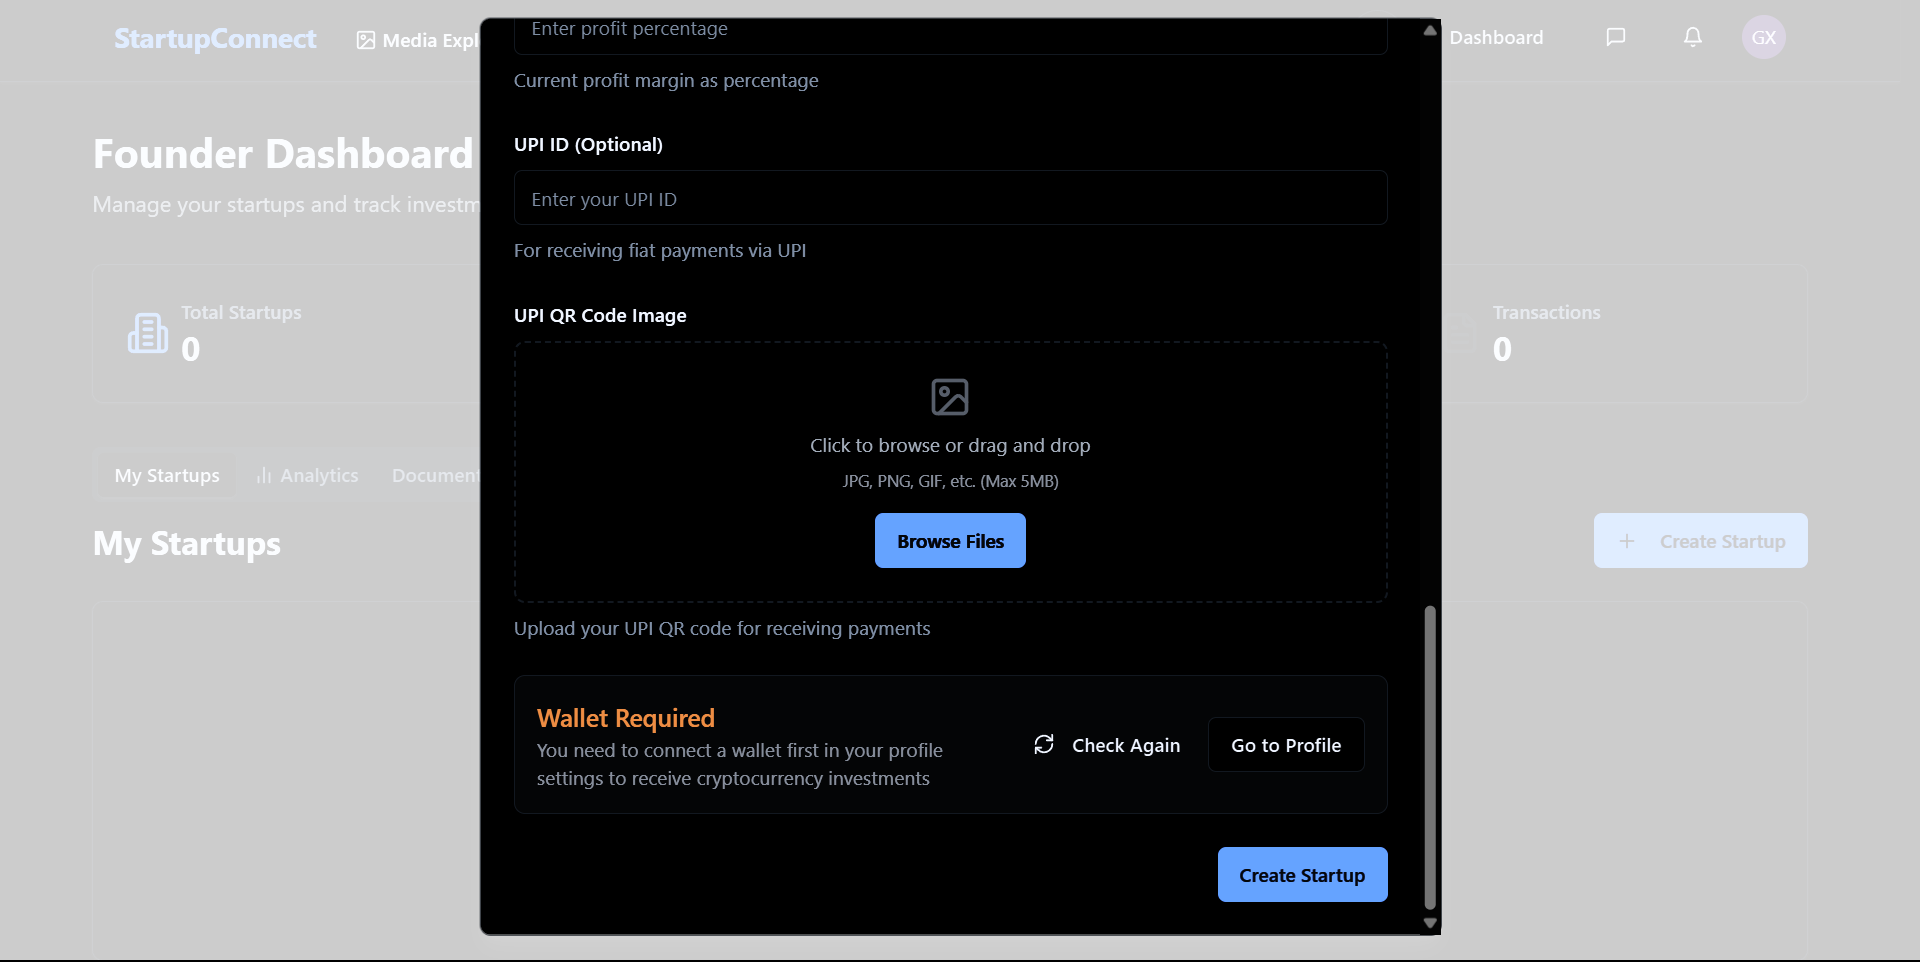 StartupConnect
Media Expl
Dashboard
GX
Founder Dashboard
Manage your startups and track investm
Total Startups
0
Transactions
0
My Startups
Analytics
Document
My Startups
Create Startup
Enter profit percentage
Current profit margin as percentage
UPI ID (Optional)
Enter your UPI ID
For receiving fiat payments via UPI
UPI QR Code Image
Click to browse or drag and drop
JPG, PNG, GIF, etc. (Max 5MB)
Browse Files
Upload your UPI QR code for receiving payments
Wallet Required
You need to connect a wallet first in your profile
settings to receive cryptocurrency investments
Check Again
Go to Profile
Create Startup